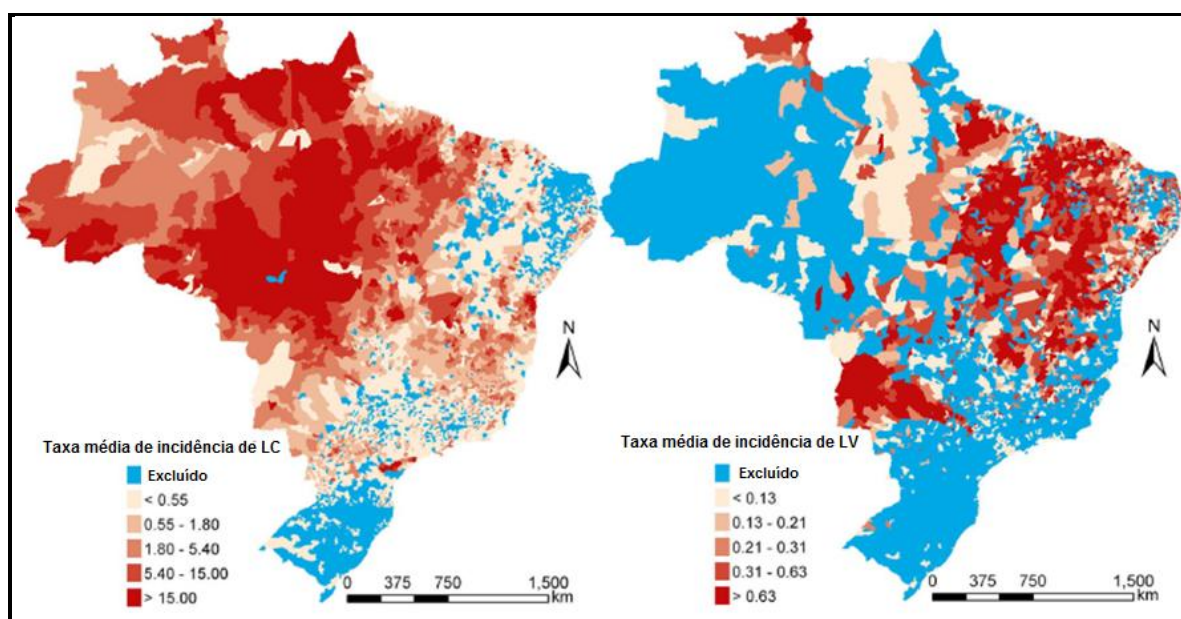 N
Taxa média de incidência de LC
Excluído
< 0.55
0.55 - 1.80
1.80 - 5.40
5.40 - 15.00
> 15.00
0 375 750 1,500
km
N
Taxa média de incidência de LV
Excluído
< 0.13
0.13 - 0.21
0.21 - 0.31
0.31 - 0.63
> 0.63
0 375 750 1,500
km